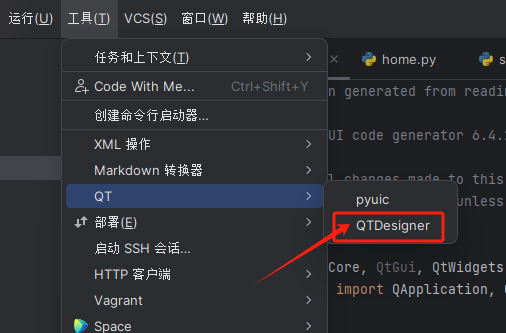 运行(U) 工具(T) VCS(S) 窗口(W) 帮助(H)
任务和上下文(T)
Code With Me... Ctrl+Shift+Y
创建命令行启动器...
XML 操作
Markdown 转换器
QT
部署(E)
启动 SSH 会话...
HTTP 客户端
Vagrant
Space
pyuic
QTDesigner
home.py s
n generated from readin
UI code generator 6.4.
l changes made to this
unless
Core, QtGui, QtWidgets
import QApplication,